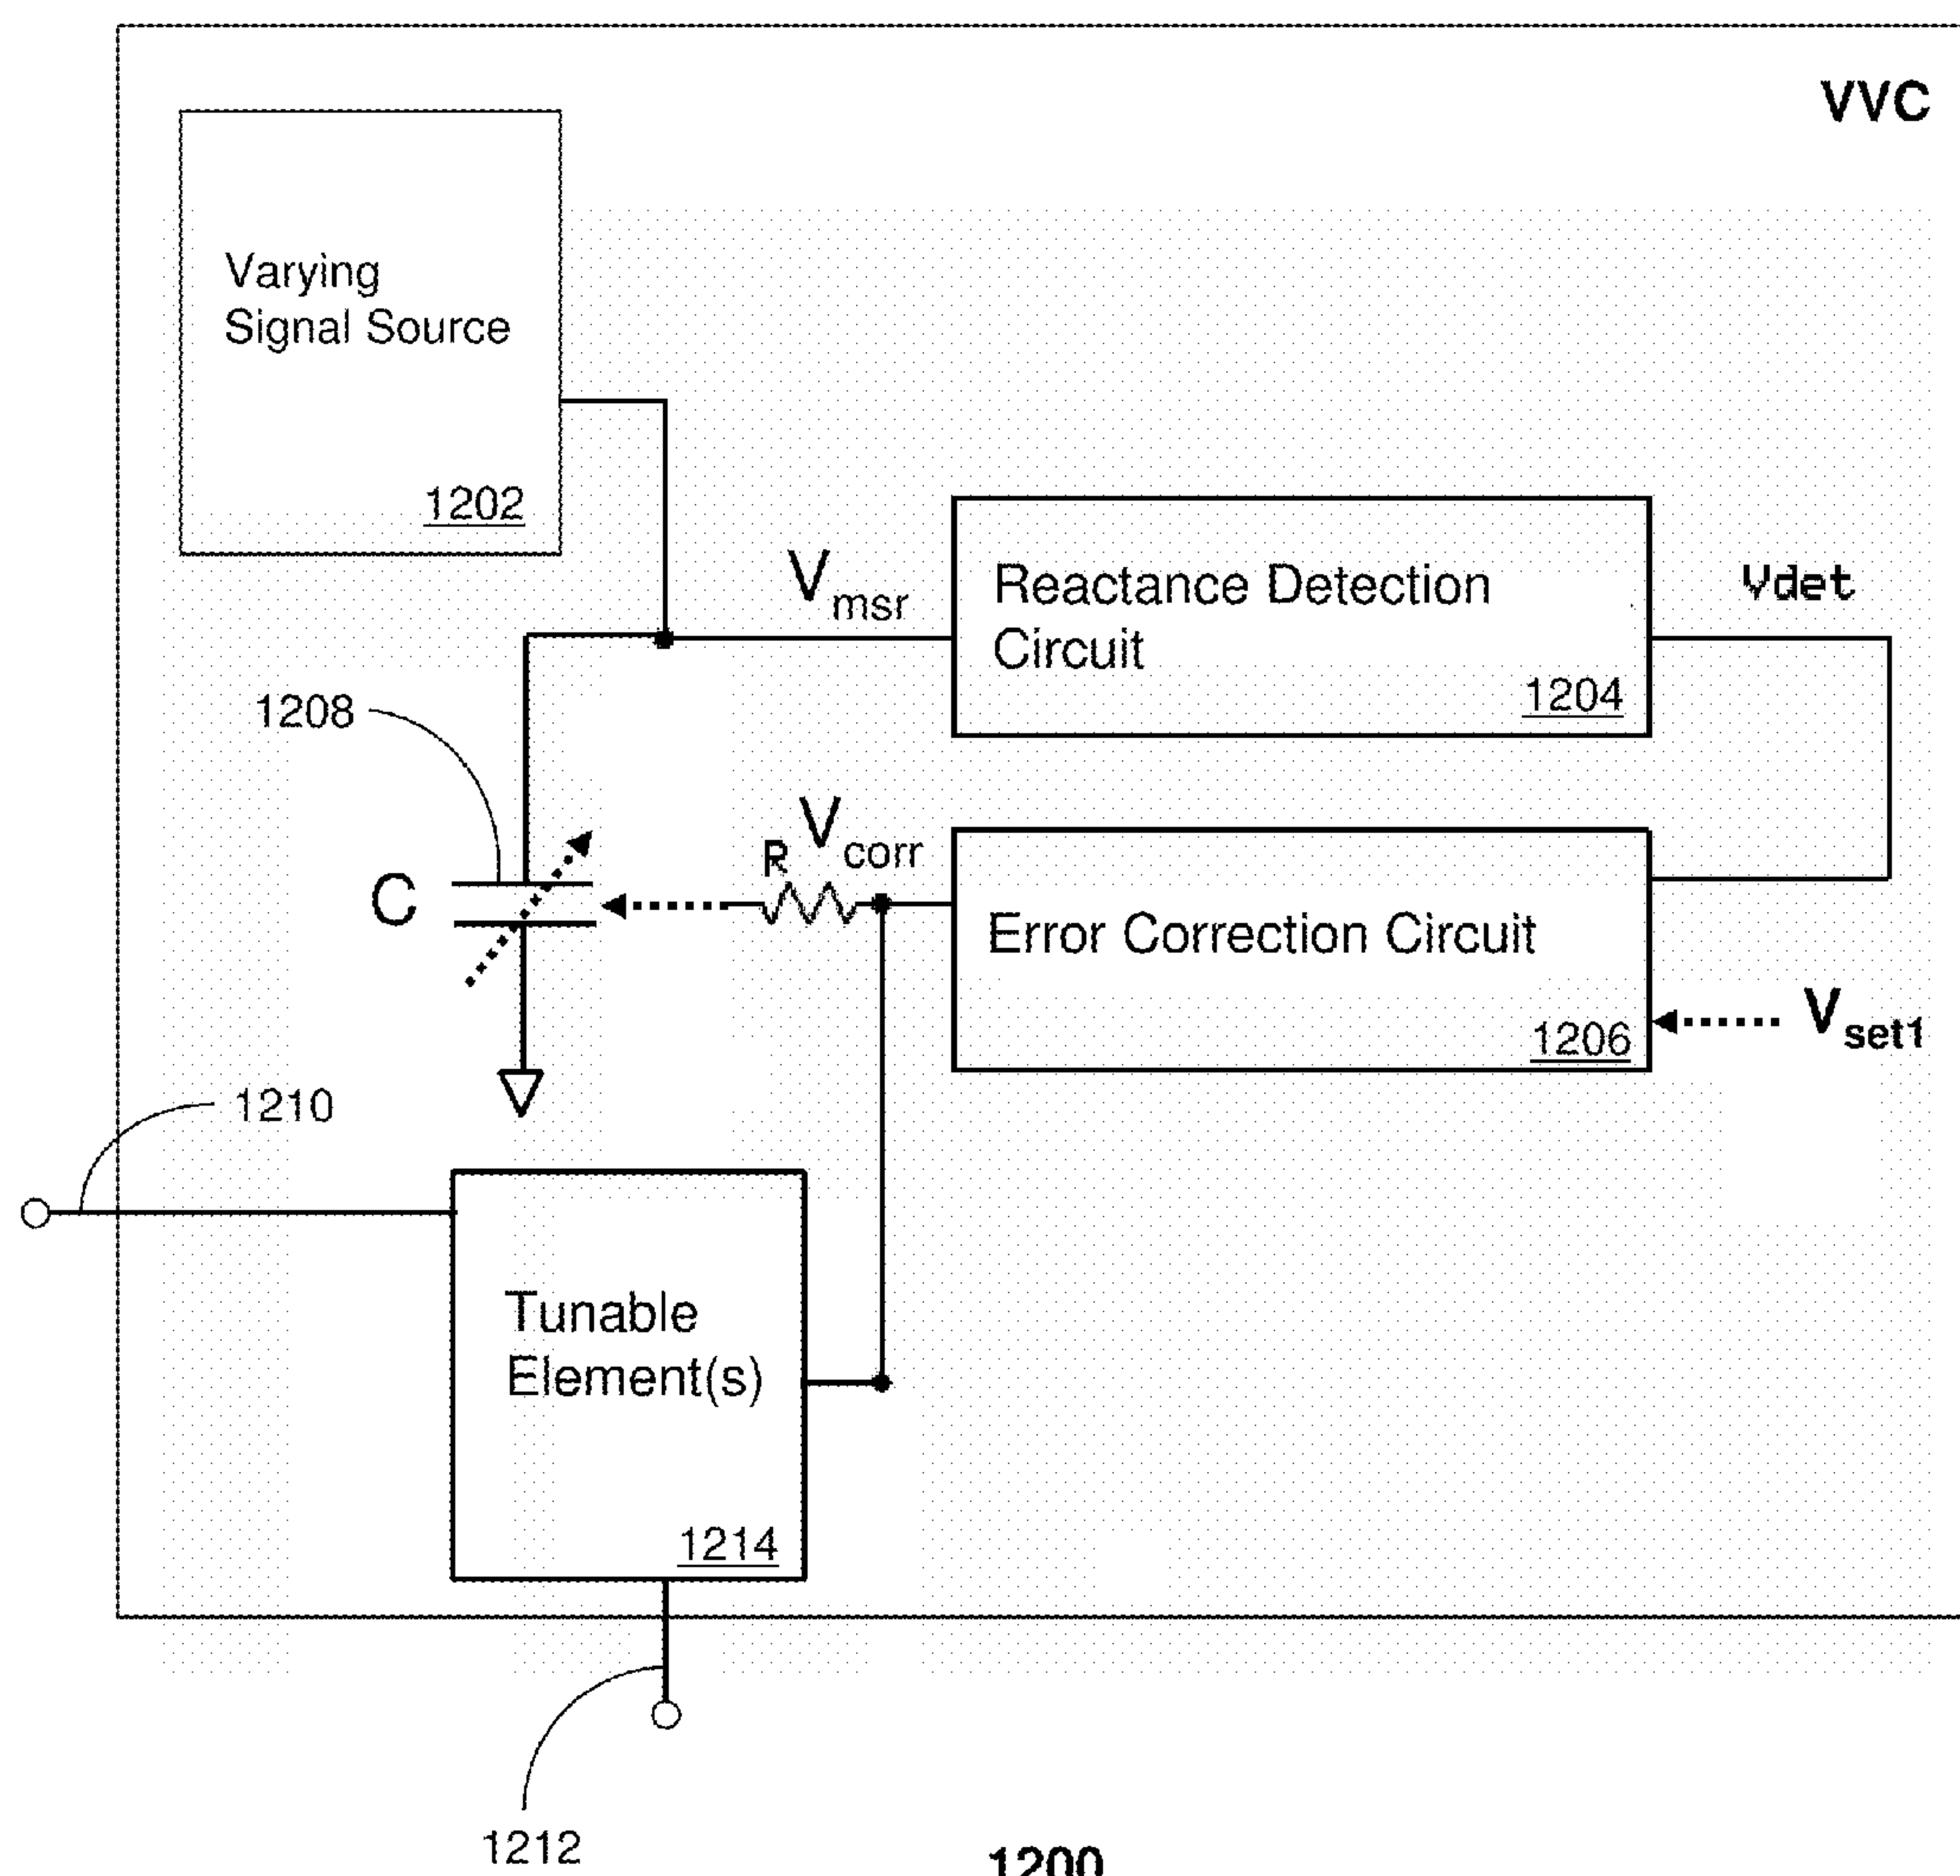 VVC
Varying
Signal Source
1202
Vmsr
Reactance Detection
Circuit
1204
Vdet
1208
C
R
Vcorr
Error Correction Circuit
1206
Vset1
1210
Tunable
Element(s)
1214
1212
1200